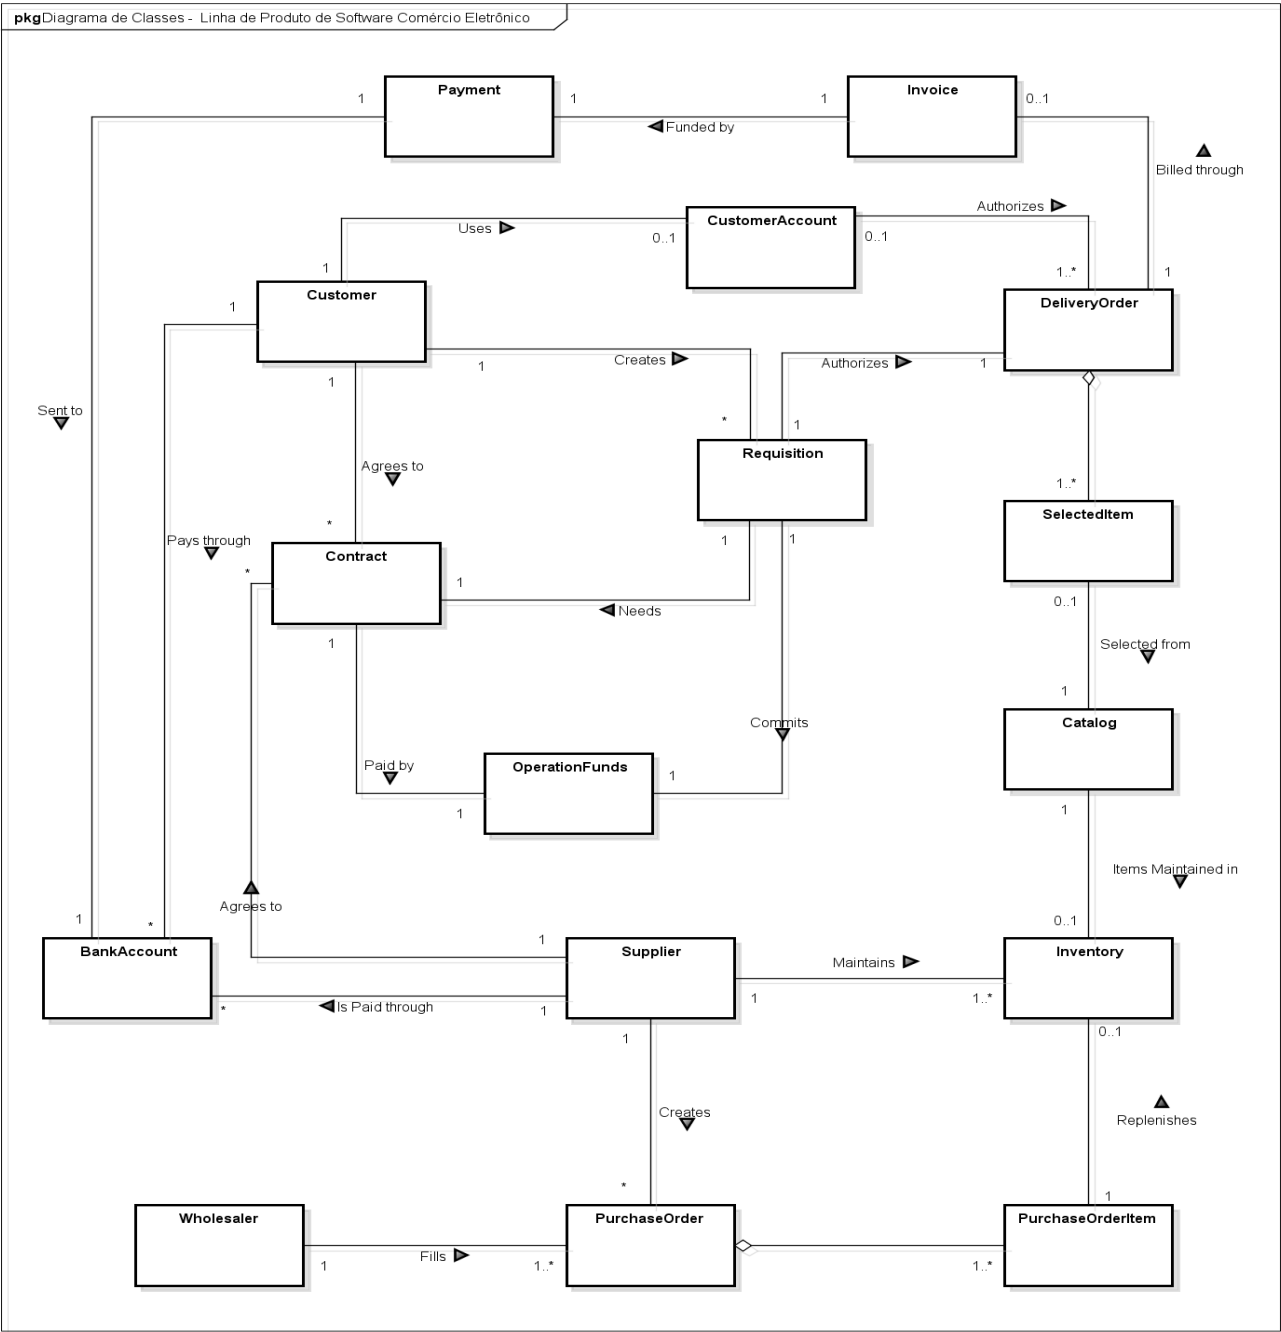 pkg Diagrama de Classes - Linha de Produto de Software Comércio Eletrônico
Payment
Invoice
1
1
1
0..1
Funded by
Billed through
CustomerAccount
Authorizes
Uses
0..1
0..1
1
1..*
1
Customer
DeliveryOrder
1
Creates
Authorizes
1
1
1
Sent to
*
1
Requisition
Agrees to
1..*
SelectedItem
*
Pays through
Contract
1
1
*
1
Needs
0..1
1
Selected from
1
Commits
Catalog
Paid by
OperationFunds
1
1
1
Items Maintained in
Agrees to
1
*
0..1
1
BankAccount
Supplier
Inventory
Maintains
*
Is Paid through
1
1
1..*
1
0..1
Creates
Replenishes
*
1
Wholesaler
PurchaseOrder
PurchaseOrderItem
Fills
1
1..*
1..*